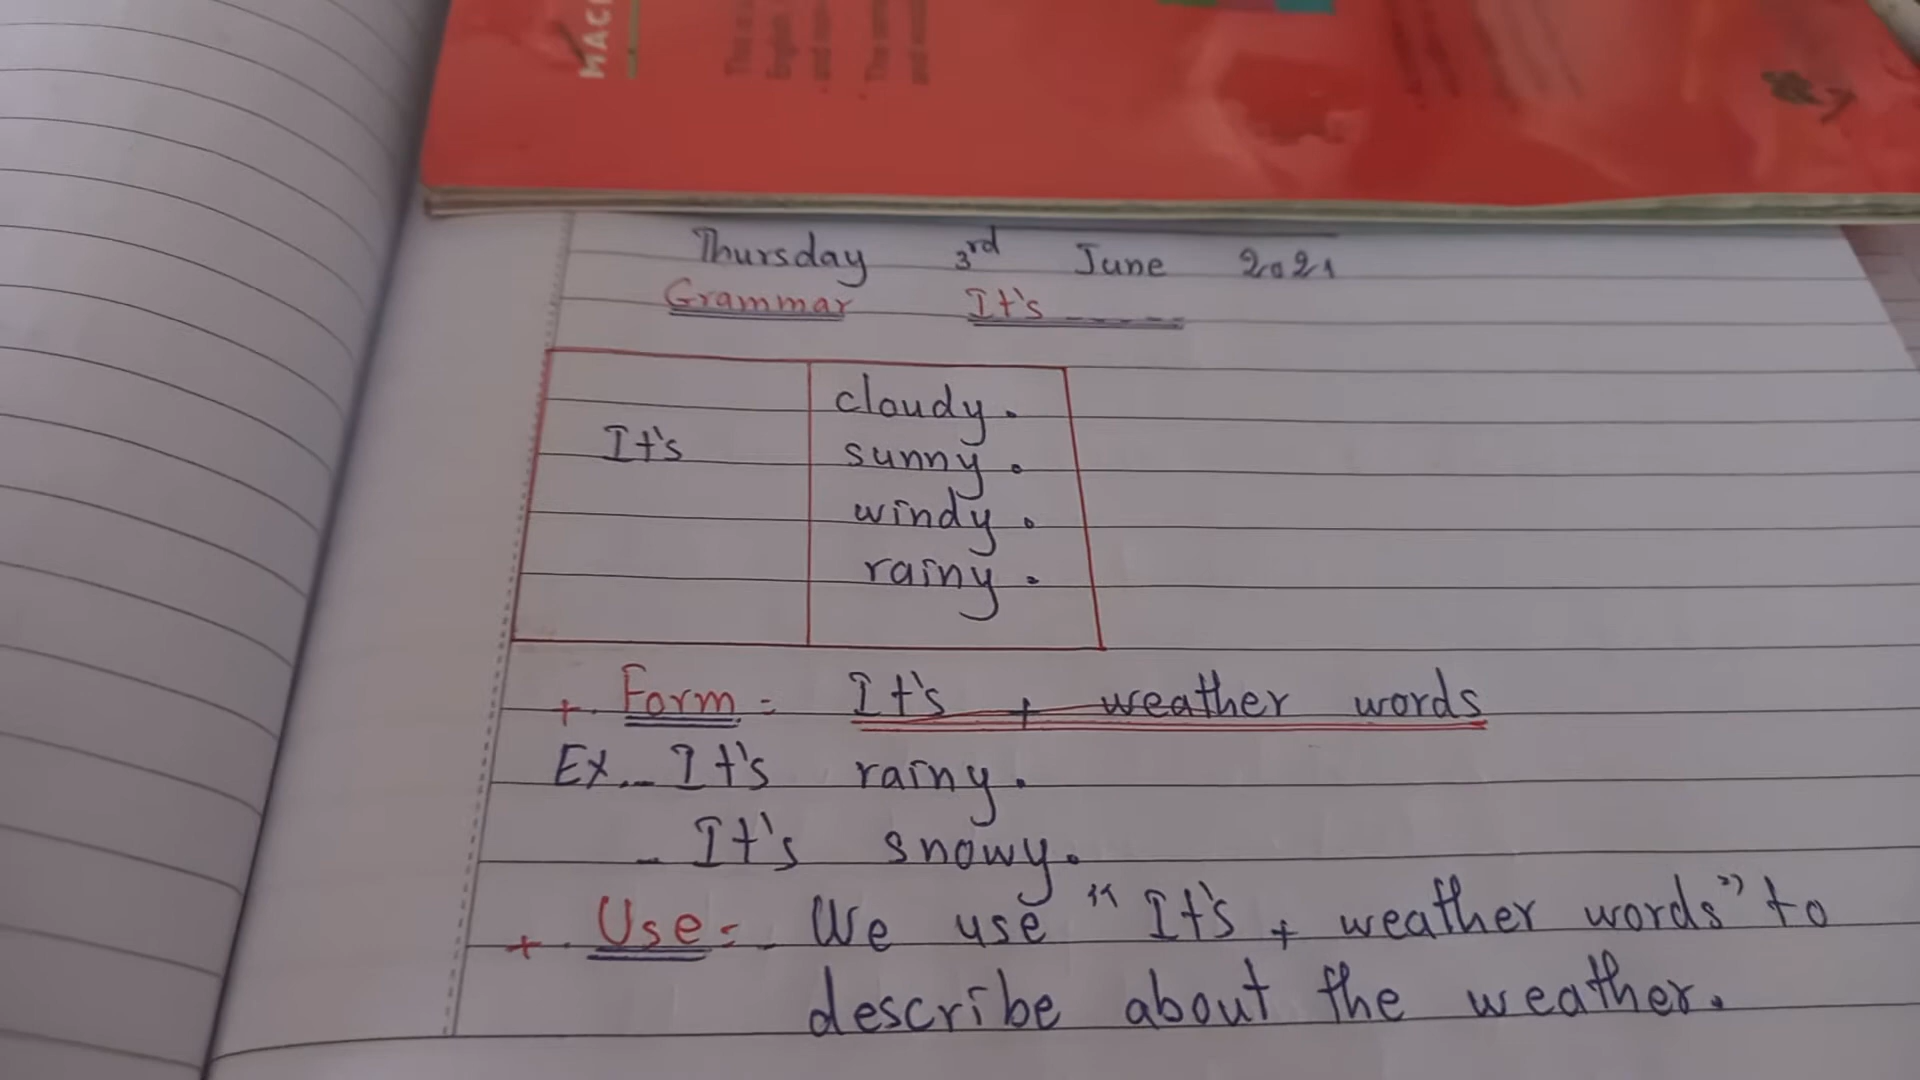 MAC
Thursday 3rd June 2021
Grammar It's ----
It's
cloudy.
sunny.
windy.
rainy.
+. Form = It's + weather words
Ex.- It's rainy.
- It's snowy.
+. Use =. We use "It's + weather words" to
describe about the weather.